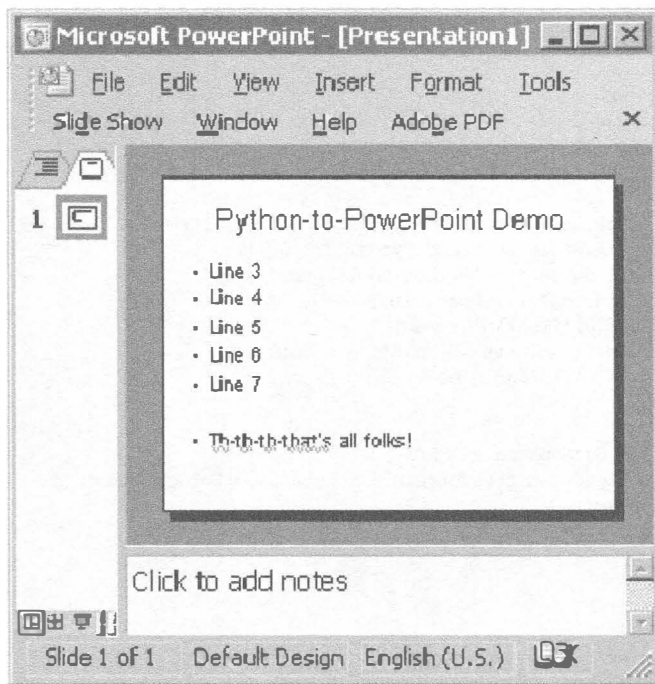 Microsoft PowerPoint - [Presentation1]
File Edit View Insert Format Tools
Slide Show Window Help Adobe PDF
1
Python-to-PowerPoint Demo
• Line 3
• Line 4
• Line 5
• Line 6
• Line 7
• Th-th-th-that's all folks!
Click to add notes
Slide 1 of 1 Default Design English (U.S.)